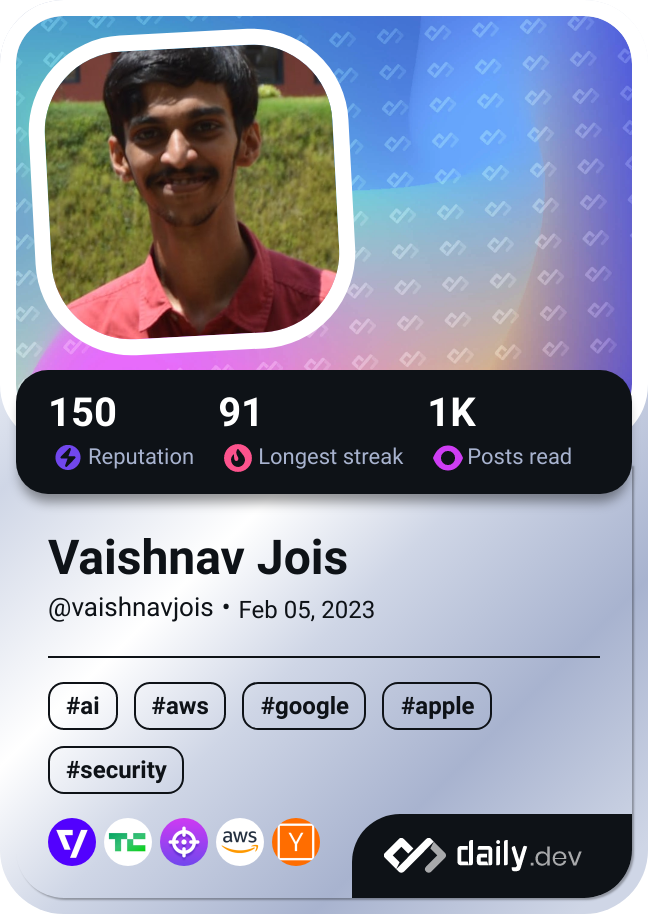 150 91 1K
Reputation Longest streak Posts read
Vaishnav Jois
@vaishnavjois • Feb 05, 2023
#ai #aws #google #apple
#security
TC aws Y daily.dev